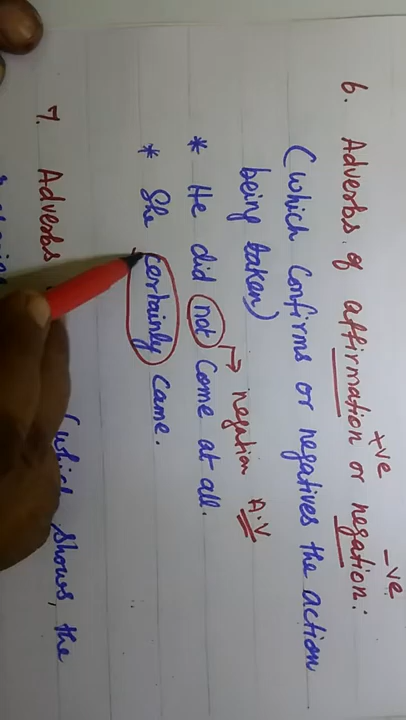 6. Adverbs of affirmation or negation:
+ve -ve
(which Confirms or negatives the action
being taken)
negation A.V
* He did not Come at all.
* She certainly came.
7. Adverbs
(which shows, the